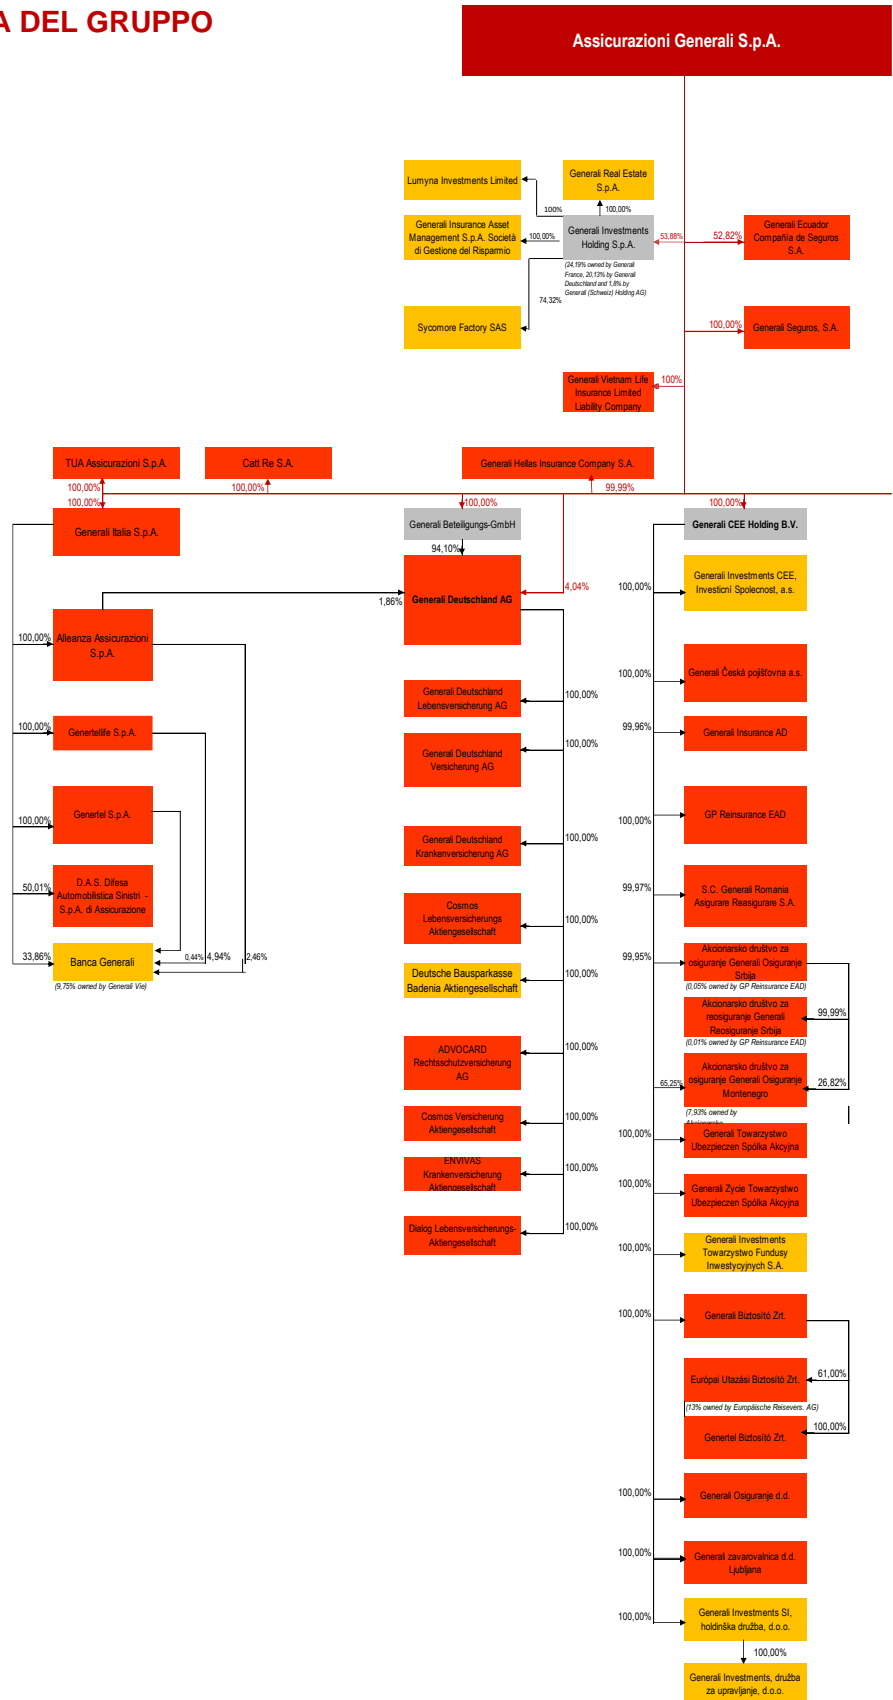 A DEL GRUPPO
Assicurazioni Generali S.p.A.
Lumyna Investments Limited
Generali Real Estate
S.p.A.
100%
100,00%
Generali Insurance Asset
Management S.p.A. Società
di Gestione del Risparmio
100,00%
Generali Investments
Holding S.p.A.
53,88%
52,82%
Generali Ecuador
Compañía de Seguros
S.A.
(24,19% owned by Generali
France, 20,13% by Generali
Deutschland and 1,8% by
Generali (Schweiz) Holding AG)
74,32%
Sycomore Factory SAS
100,00%
Generali Seguros, S.A.
Generali Vietnam Life
Insurance Limited
Liability Company
100%
TUA Assicurazioni S.p.A.
Catt Re S.A.
Generali Hellas Insurance Company S.A.
100,00%
100,00%
99,99%
100,00%
100,00%
100,00%
Generali Italia S.p.A.
Generali Beteiligungs-GmbH
Generali CEE Holding B.V.
94,10%
Generali Deutschland AG
4,04%
1,86%
100,00%
Generali Investments CEE,
Investicní Spolecnost, a.s.
100,00%
Alleanza Assicurazioni
S.p.A.
100,00%
Generali Česká pojišťovna a.s.
Generali Deutschland
Lebensversicherung AG
100,00%
100,00%
Genertellife S.p.A.
Generali Deutschland
Versicherung AG
100,00%
99,96%
Generali Insurance AD
100,00%
Genertel S.p.A.
Generali Deutschland
Krankenversicherung AG
100,00%
100,00%
GP Reinsurance EAD
50,01%
D.A.S. Difesa
Automobilistica Sinistri -
S.p.A. di Assicurazione
Cosmos
Lebensversicherungs
Aktiengesellschaft
100,00%
99,97%
S.C. Generali Romania
Asigurare Reasigurare S.A.
33,86%
Banca Generali
0,44%
4,94%
2,46%
(9,75% owned by Generali Vie)
Deutsche Bausparkasse
Badenia Aktiengesellschaft
100,00%
99,95%
Akcionarsko društvo za
osiguranje Generali Osiguranje
Srbija
(0,05% owned by GP Reinsurance EAD)
Akcionarsko društvo za
reosiguranje Generali
Reosiguranje Srbija
99,99%
(0,01% owned by GP Reinsurance EAD)
ADVOCARD
Rechtsschutzversicherung
AG
100,00%
65,25%
Akcionarsko društvo za
osiguranje Generali Osiguranje
Montenegro
26,82%
(7,93% owned by
Cosmos Versicherung
Aktiengesellschaft
100,00%
100,00%
Generali Towarzystwo
Ubezpieczen Spólka Akcyjna
ENVIVAS
Krankenversicherung
Aktiengesellschaft
100,00%
100,00%
Generali Zycie Towarzystwo
Ubezpieczen Spólka Akcyjna
Dialog Lebensversicherungs-
Aktiengesellschaft
100,00%
100,00%
Generali Investments
Towarzystwo Fundusy
Inwestycyjnych S.A.
100,00%
Generali Biztosító Zrt.
Európai Utazási Biztosító Zrt.
61,00%
(13% owned by Europäische Reisevers. AG)
Genertel Biztosító Zrt.
100,00%
100,00%
Generali Osiguranje d.d.
100,00%
Generali zavarovalnica d.d.
Ljubljana
100,00%
Generali Investments SI,
holdinška družba, d.o.o.
100,00%
Generali Investments, družba
za upravljanje, d.o.o.